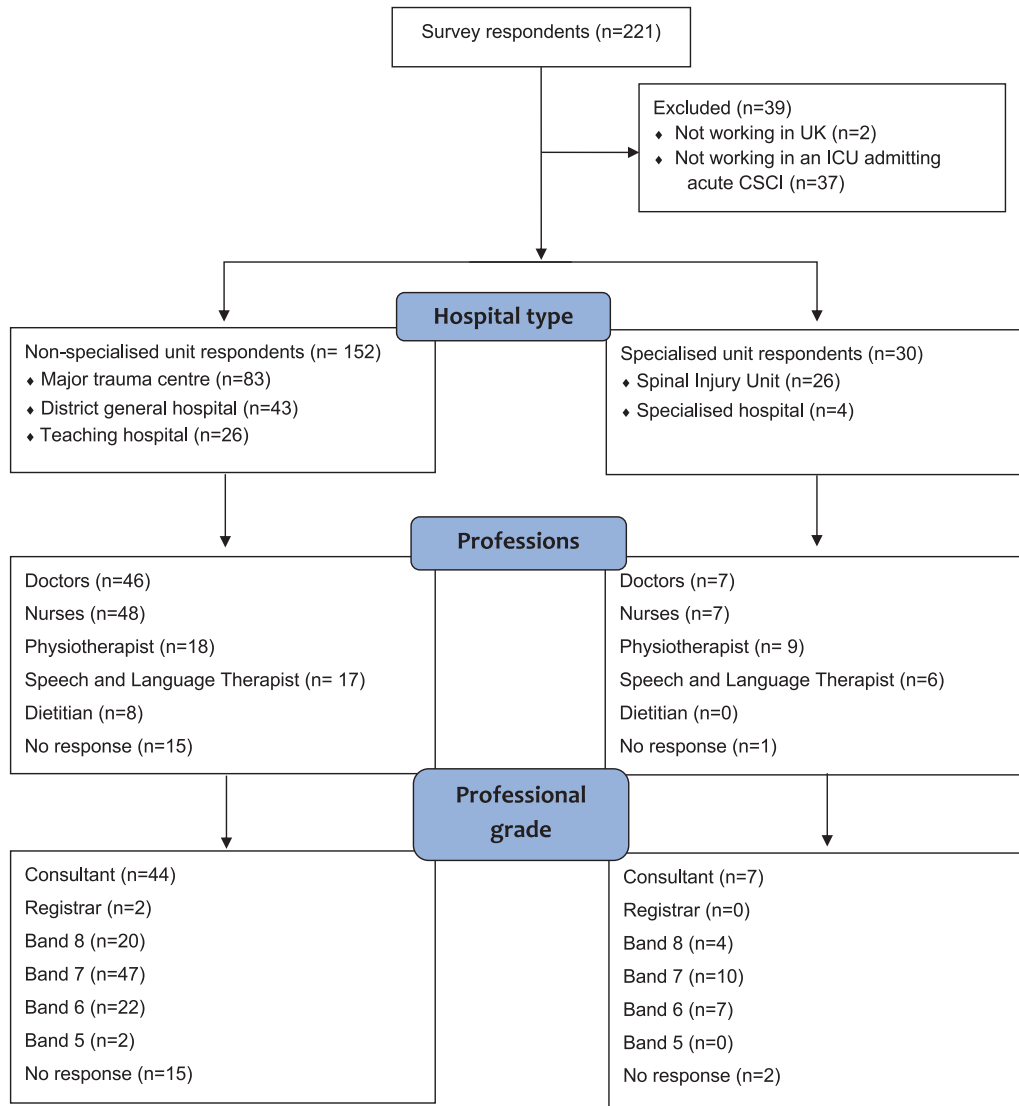 Survey respondents (n=221)
Excluded (n=39)
♦ Not working in UK (n=2)
♦ Not working in an ICU admitting
acute CSCI (n=37)
Hospital type
Non-specialised unit respondents (n= 152)
♦ Major trauma centre (n=83)
♦ District general hospital (n=43)
♦ Teaching hospital (n=26)
Specialised unit respondents (n=30)
♦ Spinal Injury Unit (n=26)
♦ Specialised hospital (n=4)
Professions
Doctors (n=46)
Nurses (n=48)
Physiotherapist (n=18)
Speech and Language Therapist (n= 17)
Dietitian (n=8)
No response (n=15)
Doctors (n=7)
Nurses (n=7)
Physiotherapist (n= 9)
Speech and Language Therapist (n=6)
Dietitian (n=0)
No response (n=1)
Professional
grade
Consultant (n=44)
Registrar (n=2)
Band 8 (n=20)
Band 7 (n=47)
Band 6 (n=22)
Band 5 (n=2)
No response (n=15)
Consultant (n=7)
Registrar (n=0)
Band 8 (n=4)
Band 7 (n=10)
Band 6 (n=7)
Band 5 (n=0)
No response (n=2)